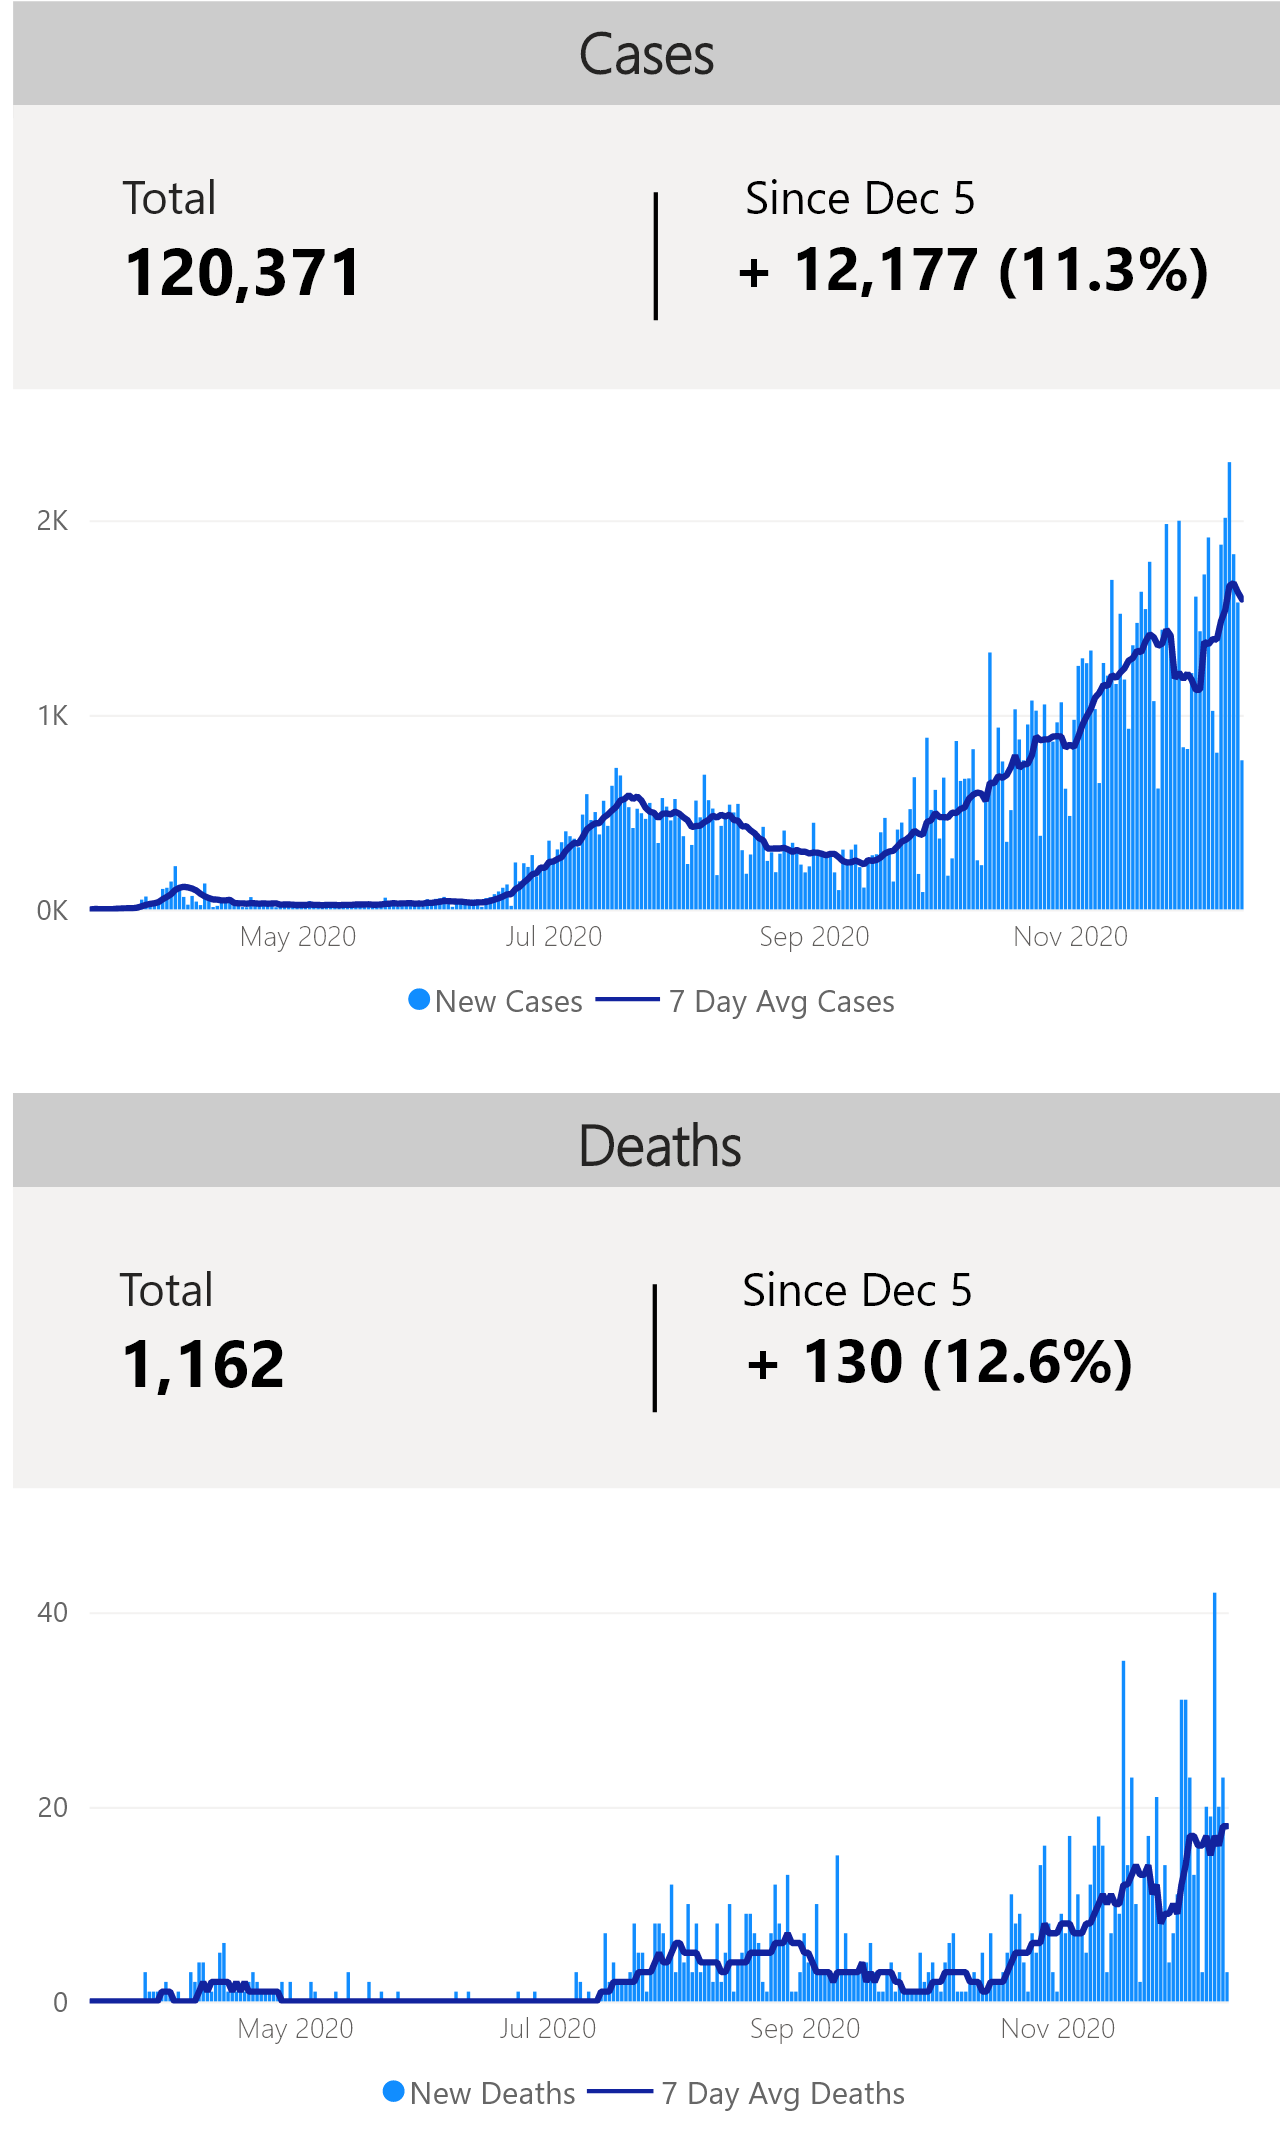 Cases
Total
120,371
Since Dec 5
+ 12,177 (11.3%)
2K
1K
0K
May 2020
Jul 2020
Sep 2020
Nov 2020
New Cases
7 Day Avg Cases
Deaths
Total
1,162
Since Dec 5
+ 130 (12.6%)
40
20
0
May 2020
Jul 2020
Sep 2020
Nov 2020
New Deaths
7 Day Avg Deaths